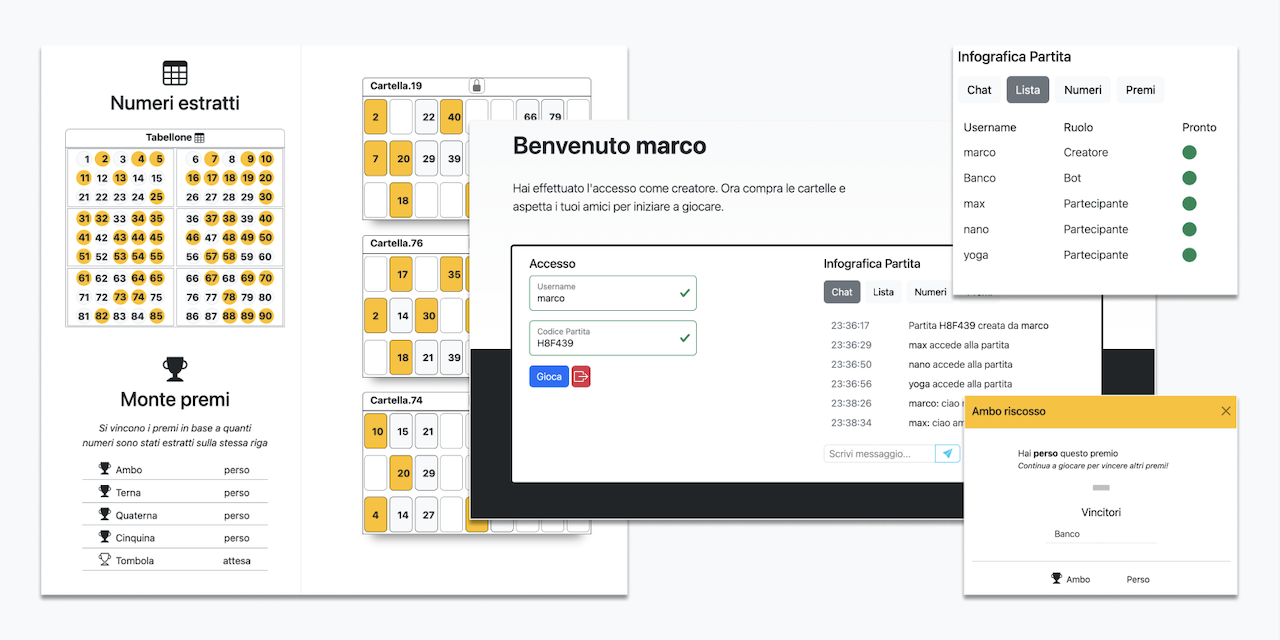 Numeri estratti
Tabellone
1 2 3 4 5 6 7 8 9 10
11 12 13 14 15 16 17 18 19 20
21 22 23 24 25 26 27 28 29 30
31 32 33 34 35 36 37 38 39 40
41 42 43 44 45 46 47 48 49 50
51 52 53 54 55 56 57 58 59 60
61 62 63 64 65 66 67 68 69 70
71 72 73 74 75 76 77 78 79 80
81 82 83 84 85 86 87 88 89 90
Monte premi
Si vincono i premi in base a quanti
numeri sono stati estratti sulla stessa riga
Ambo perso
Terna perso
Quaterna perso
Cinquina perso
Tombola attesa
Cartella.19
2 22 40 66 79
7 20 29 39
18
Cartella.76
17 35
2 14 30
18 21 39
Cartella.74
10 15 21
20 29
4 14 27
Benvenuto marco
Hai effettuato l'accesso come creatore. Ora compra le cartelle e
aspetta i tuoi amici per iniziare a giocare.
Accesso
Username
marco
Codice Partita
H8F439
Gioca
Infografica Partita
Chat Lista Numeri
23:36:17 Partita H8F439 creata da marco
23:36:29 max accede alla partita
23:36:50 nano accede alla partita
23:36:56 yoga accede alla partita
23:38:26 marco: ciao
23:38:34 max: ciao
Scrivi messaggio...
Infografica Partita
Chat Lista Numeri Premi
Username Ruolo Pronto
marco Creatore
Banco Bot
max Partecipante
nano Partecipante
yoga Partecipante
Ambo riscosso
Hai perso questo premio
Continua a giocare per vincere altri premi!
Vincitori
Banco
Ambo Perso